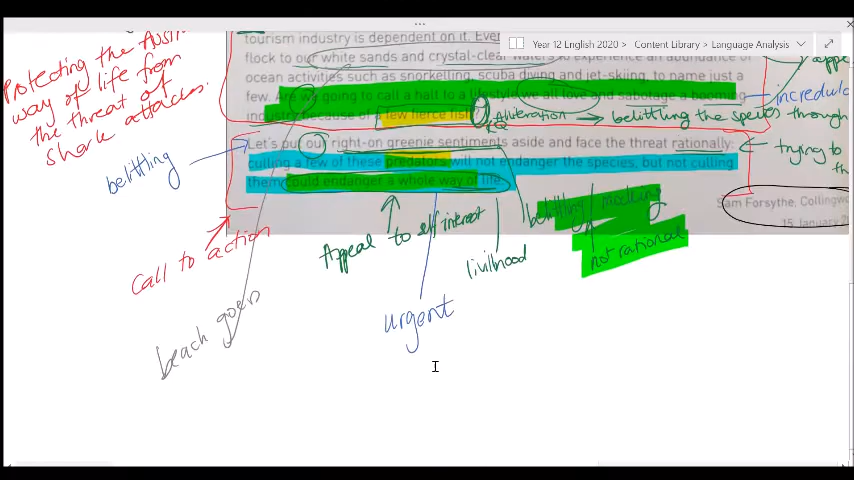 Year 12 English 2020 > Content Library > Language Analysis
tourism industry is dependent on it. Ever
flock to our white sands and crystal-clear waters to experience an abundance of
ocean activities such as snorkelling, scuba diving and jet-skiing, to name just a
few. Are we going to call a halt to a lifestyle we all love and sabotage a booming
industry because of a few fierce fish?
Let's put our right-on greenie sentiments aside and face the threat rationally:
culling a few of these predators will not endanger the species, but not culling
them could endanger a whole way of life.
Sam Forsythe, Collingwo
15 January 20
Protecting the
way of life from
the threat of
shark attacks.
appe
incredulo
RQ
Alliteration → belittling the species through
trying to
th
belittling
Call to action
beach goers
Appeal to self interest
urgent
livlihood
belittling mocking
not rational